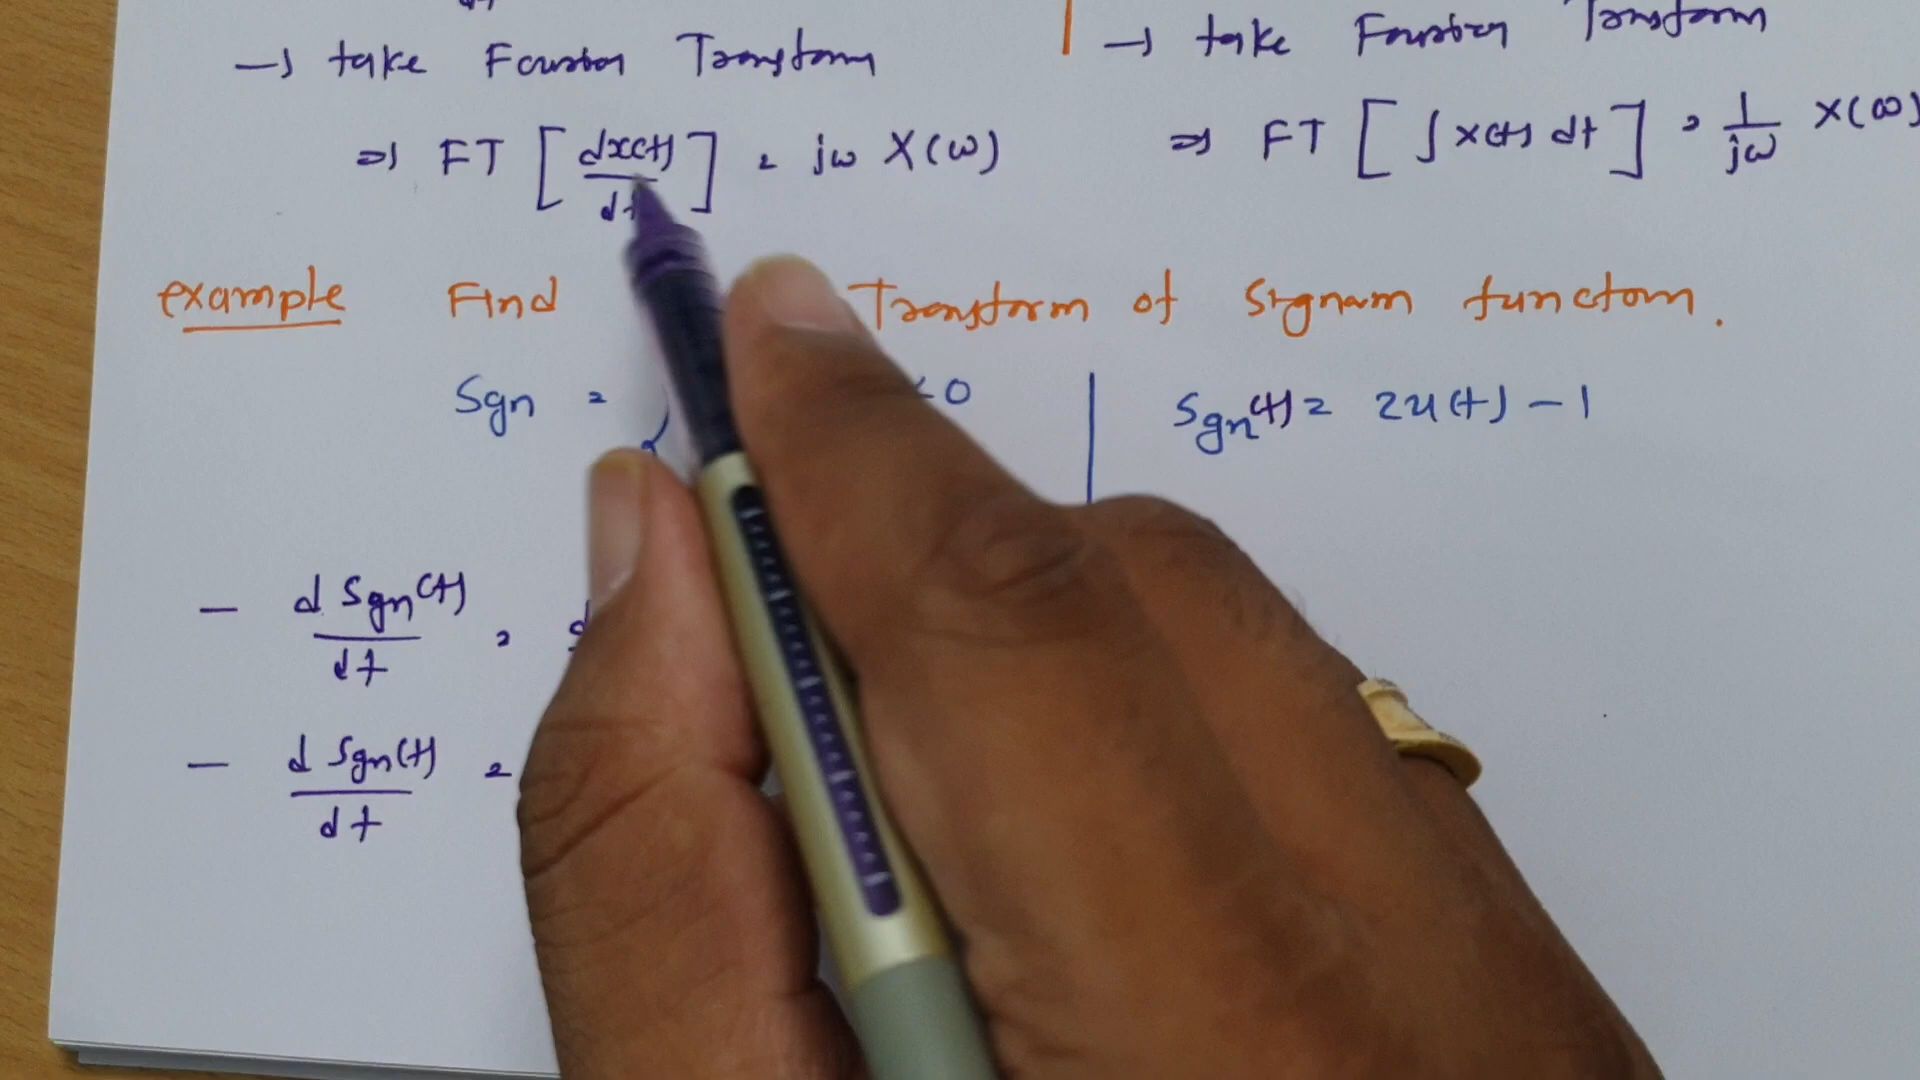 → take Fourier Transform
⇒ FT [dx(t)/dt] = jω X(ω)
→ take Fourier Transform
⇒ FT [∫x(t) dt] = 1/jω X(ω)
example Find Transform of Signum function.
Sgn = < 0
Sgn(t) = 2u(t) - 1
- d Sgn(t)/dt = d
- d Sgn(t)/dt =